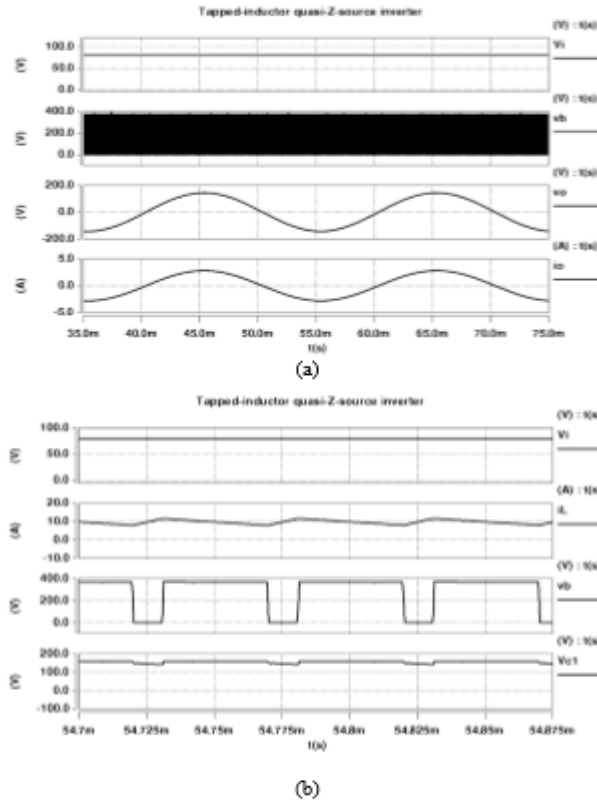 Tapped-inductor quasi-Z-source inverter
(V) : t(s)
Vi
100.0
50.0
0.0
(V)
(V) : t(s)
vb
400.0
200.0
0.0
(V)
(V) : t(s)
vo
200.0
0.0
-200.0
(V)
(A) : t(s)
io
5.0
0.0
-5.0
(A)
35.0m 40.0m 45.0m 50.0m 55.0m 60.0m 65.0m 70.0m 75.0m
t(s)
(a)
Tapped-inductor quasi-Z-source inverter
(V) : t(s
Vi
100.0
50.0
0.0
(V)
(A) : t(s
iL
20.0
10.0
0.0
-10.0
(A)
(V) : t(s
vb
400.0
200.0
0.0
(V)
(V) : t(s
Vc1
200.0
100.0
0.0
-100.0
(V)
54.7m 54.725m 54.75m 54.775m 54.8m 54.825m 54.85m 54.875m
t(s)
(b)